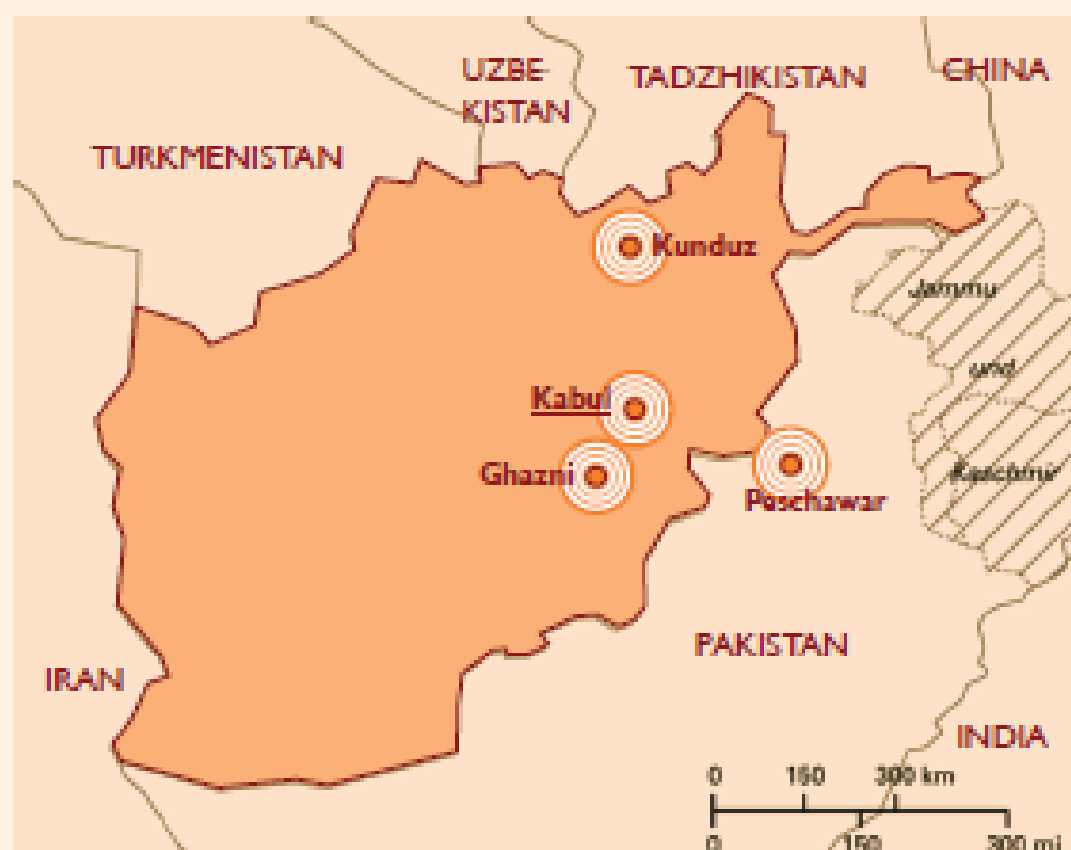 UZBE-
KISTAN
TADZHIKISTAN
CHINA
TURKMENISTAN
Kunduz
Jammu
und
Kaschmir
Kabul
Ghazni
Peschawar
PAKISTAN
IRAN
INDIA
0 150 300 km
0 150 300 mi